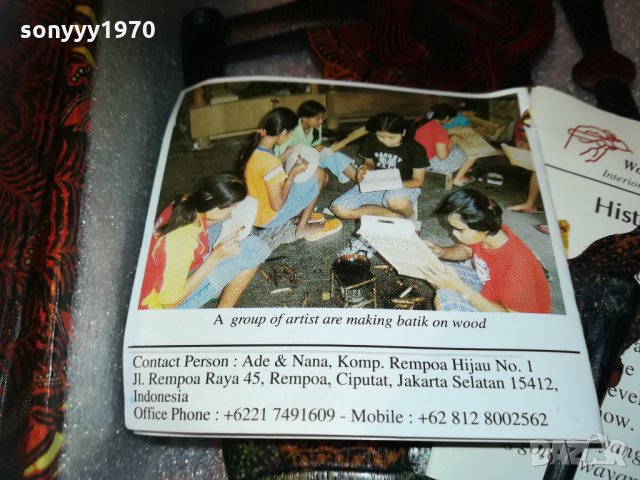 sonyyy1970
A group of artist are making batik on wood
Contact Person : Ade & Nana, Komp. Rempoa Hijau No. 1
Jl. Rempoa Raya 45, Rempoa, Ciputat, Jakarta Selatan 15412,
Indonesia
Office Phone : +6221 7491609 - Mobile : +62 812 8002562
Wo
Interior
Hist